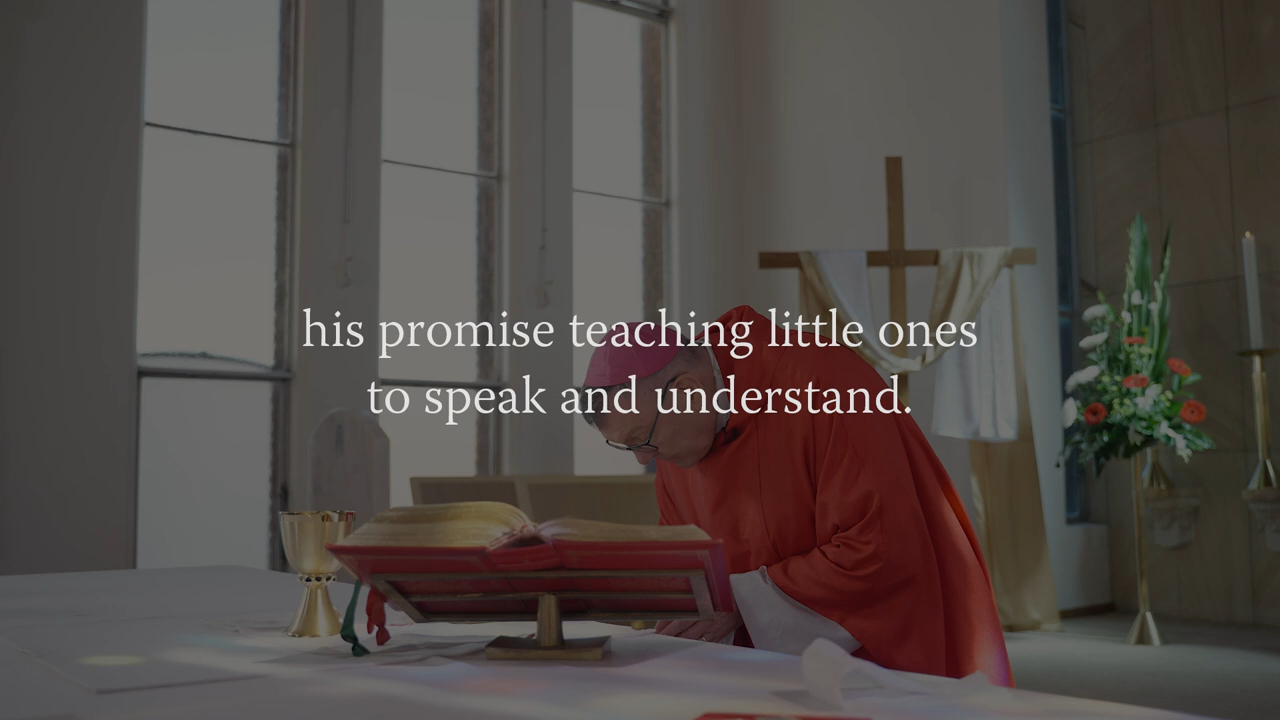 his promise teaching little ones
to speak and understand.